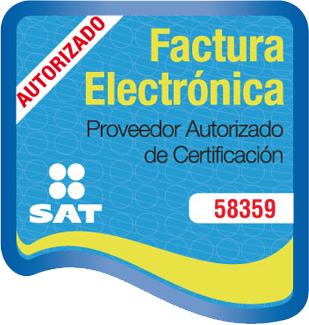 AUTORIZADO
Factura
Electrónica
Proveedor Autorizado
de Certificación
SAT
58359